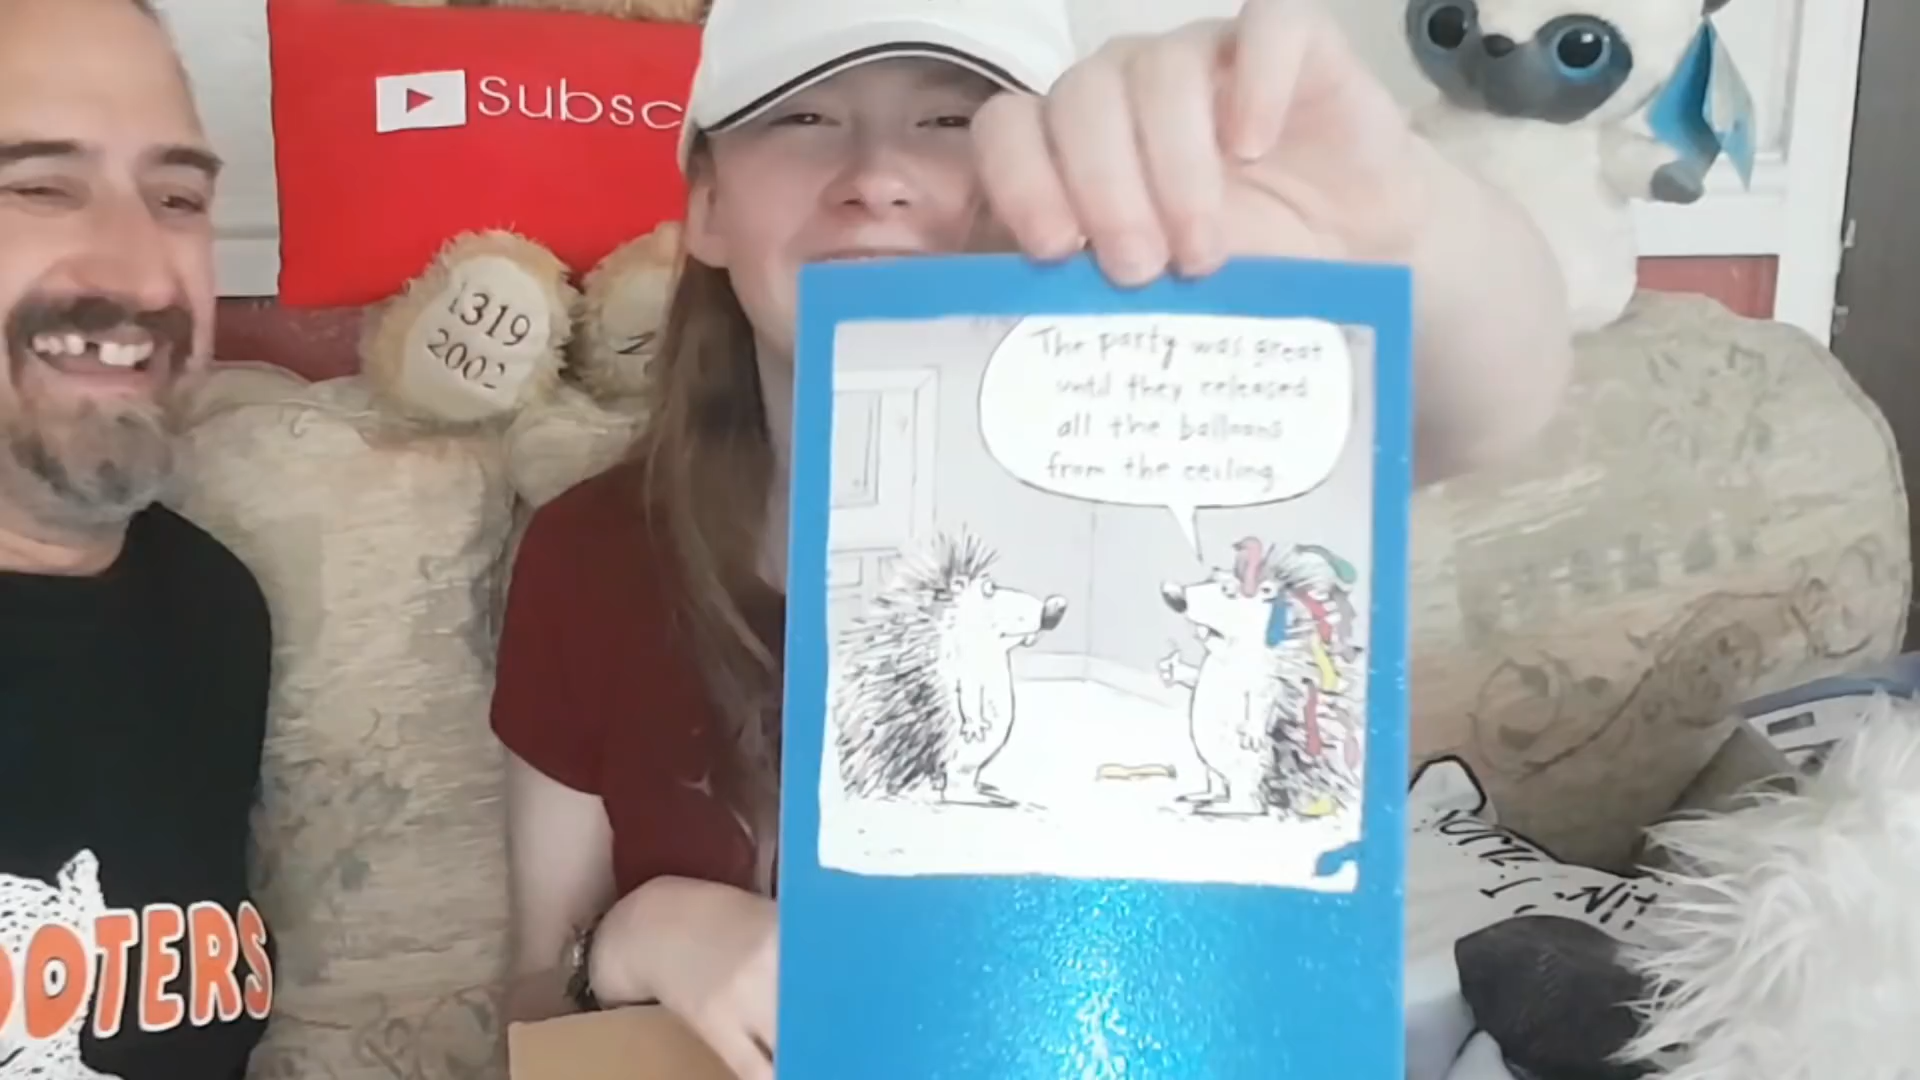 Subsc
1319
2002
The party was great
until they released
all the balloons
from the ceiling.
OOTERS